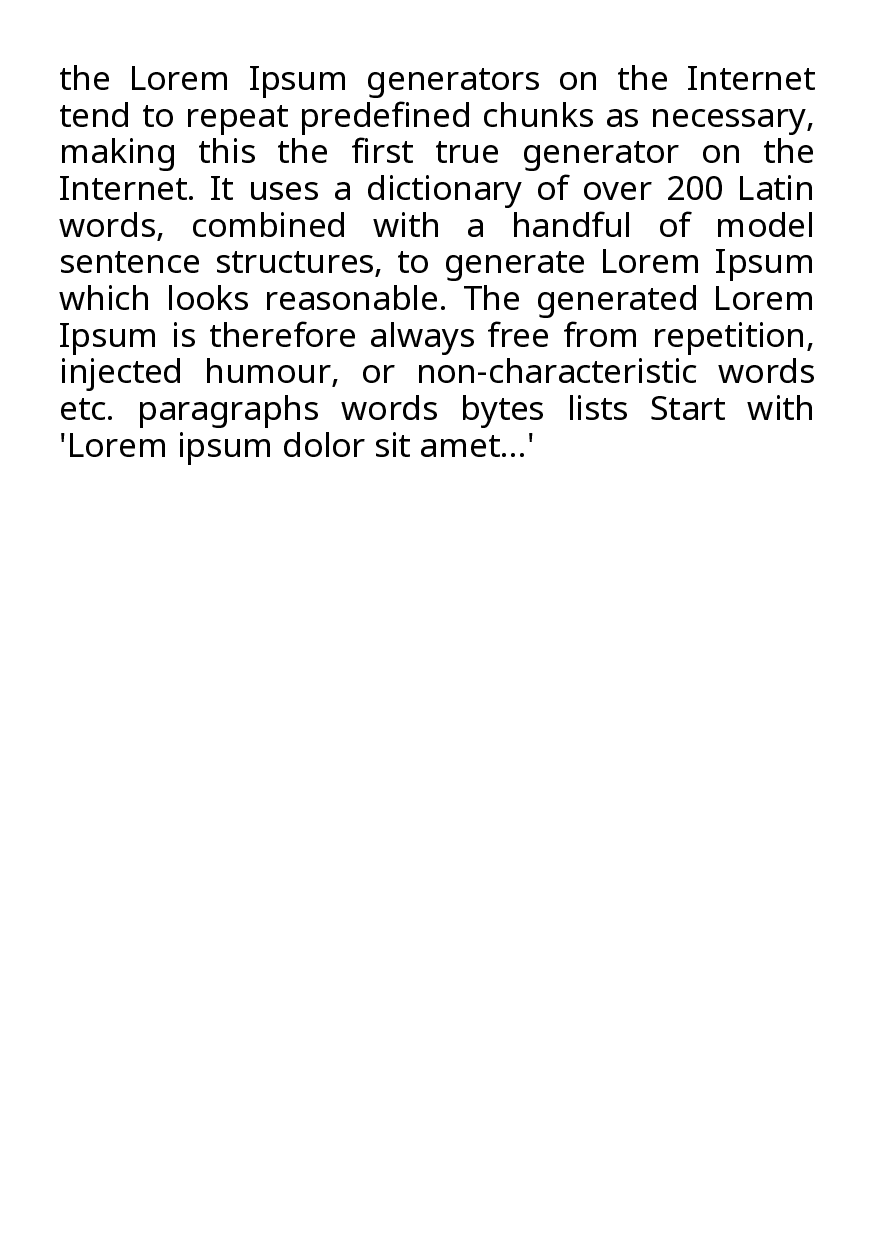 the Lorem Ipsum generators on the Internet
tend to repeat predefined chunks as necessary,
making this the first true generator on the
Internet. It uses a dictionary of over 200 Latin
words, combined with a handful of model
sentence structures, to generate Lorem Ipsum
which looks reasonable. The generated Lorem
Ipsum is therefore always free from repetition,
injected humour, or non-characteristic words
etc. paragraphs words bytes lists Start with
'Lorem ipsum dolor sit amet...'